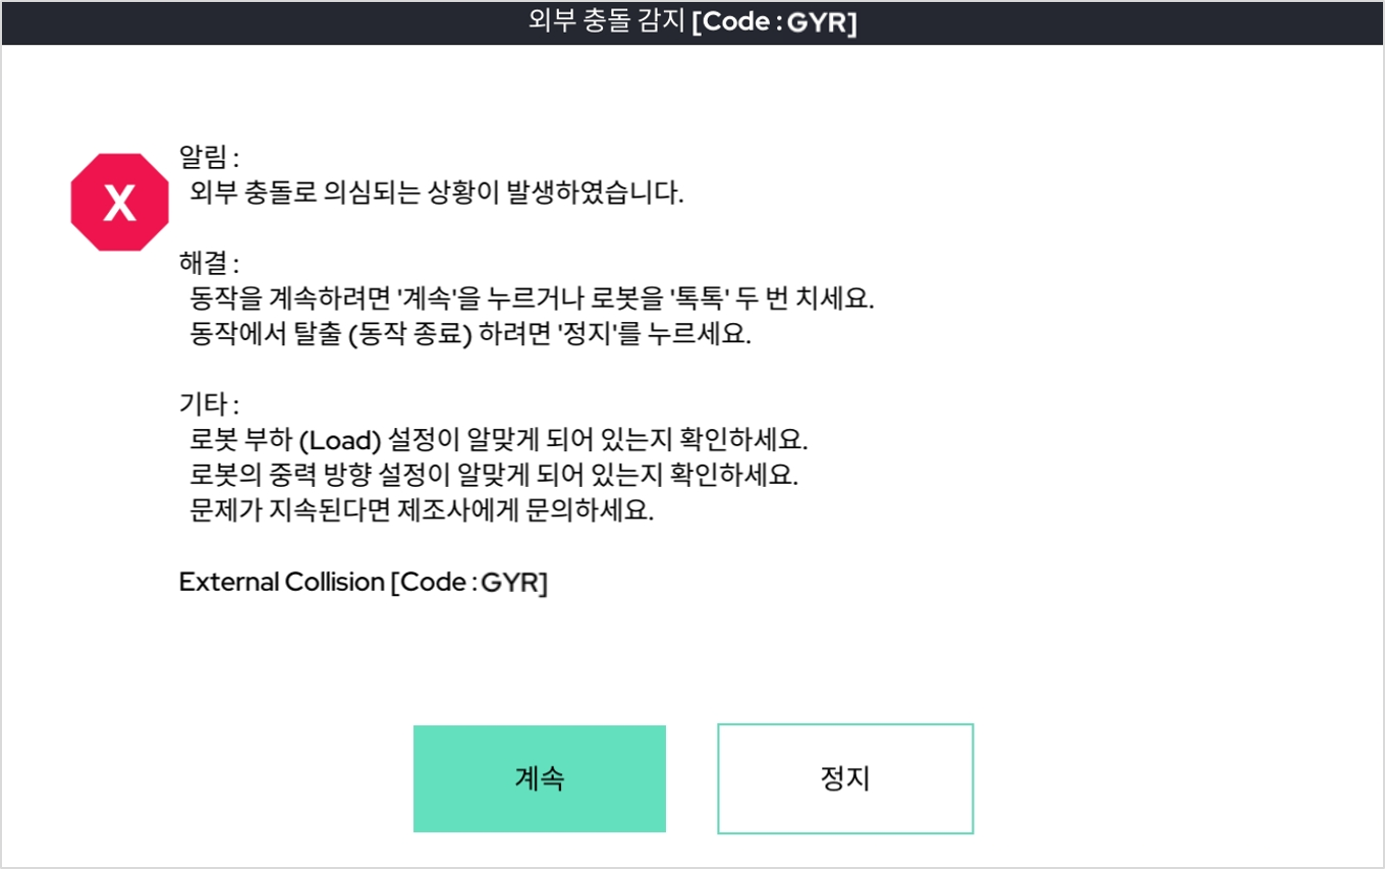 외부 충돌 감지 [Code : GYR]
X
알림 :
외부 충돌로 의심되는 상황이 발생하였습니다.
해결 :
동작을 계속하려면 '계속'을 누르거나 로봇을 '톡톡' 두 번 치세요.
동작에서 탈출 (동작 종료) 하려면 '정지'를 누르세요.
기타 :
로봇 부하 (Load) 설정이 알맞게 되어 있는지 확인하세요.
로봇의 중력 방향 설정이 알맞게 되어 있는지 확인하세요.
문제가 지속된다면 제조사에게 문의하세요.
External Collision [Code : GYR]
계속
정지